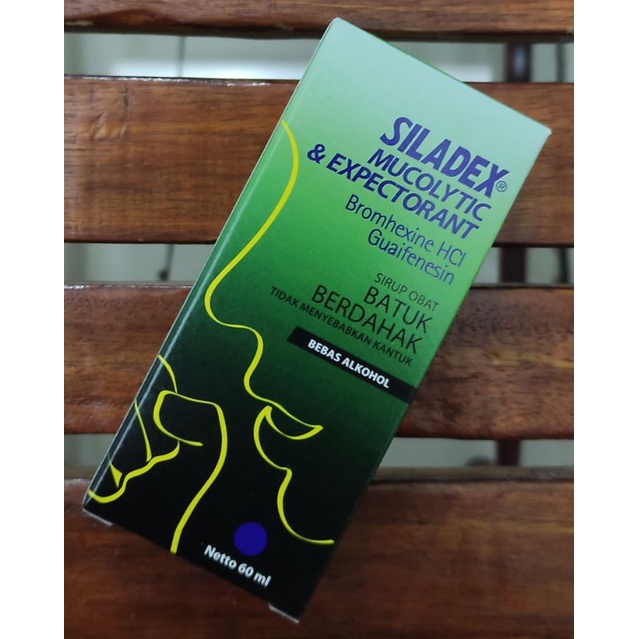 SILADEX®
MUCOLYTIC
& EXPECTORANT
Bromhexine HCl
Guaifenesin
SIRUP OBAT
BATUK
BERDAHAK
TIDAK MENYEBABKAN KANTUK
BEBAS ALKOHOL
Netto 60 ml